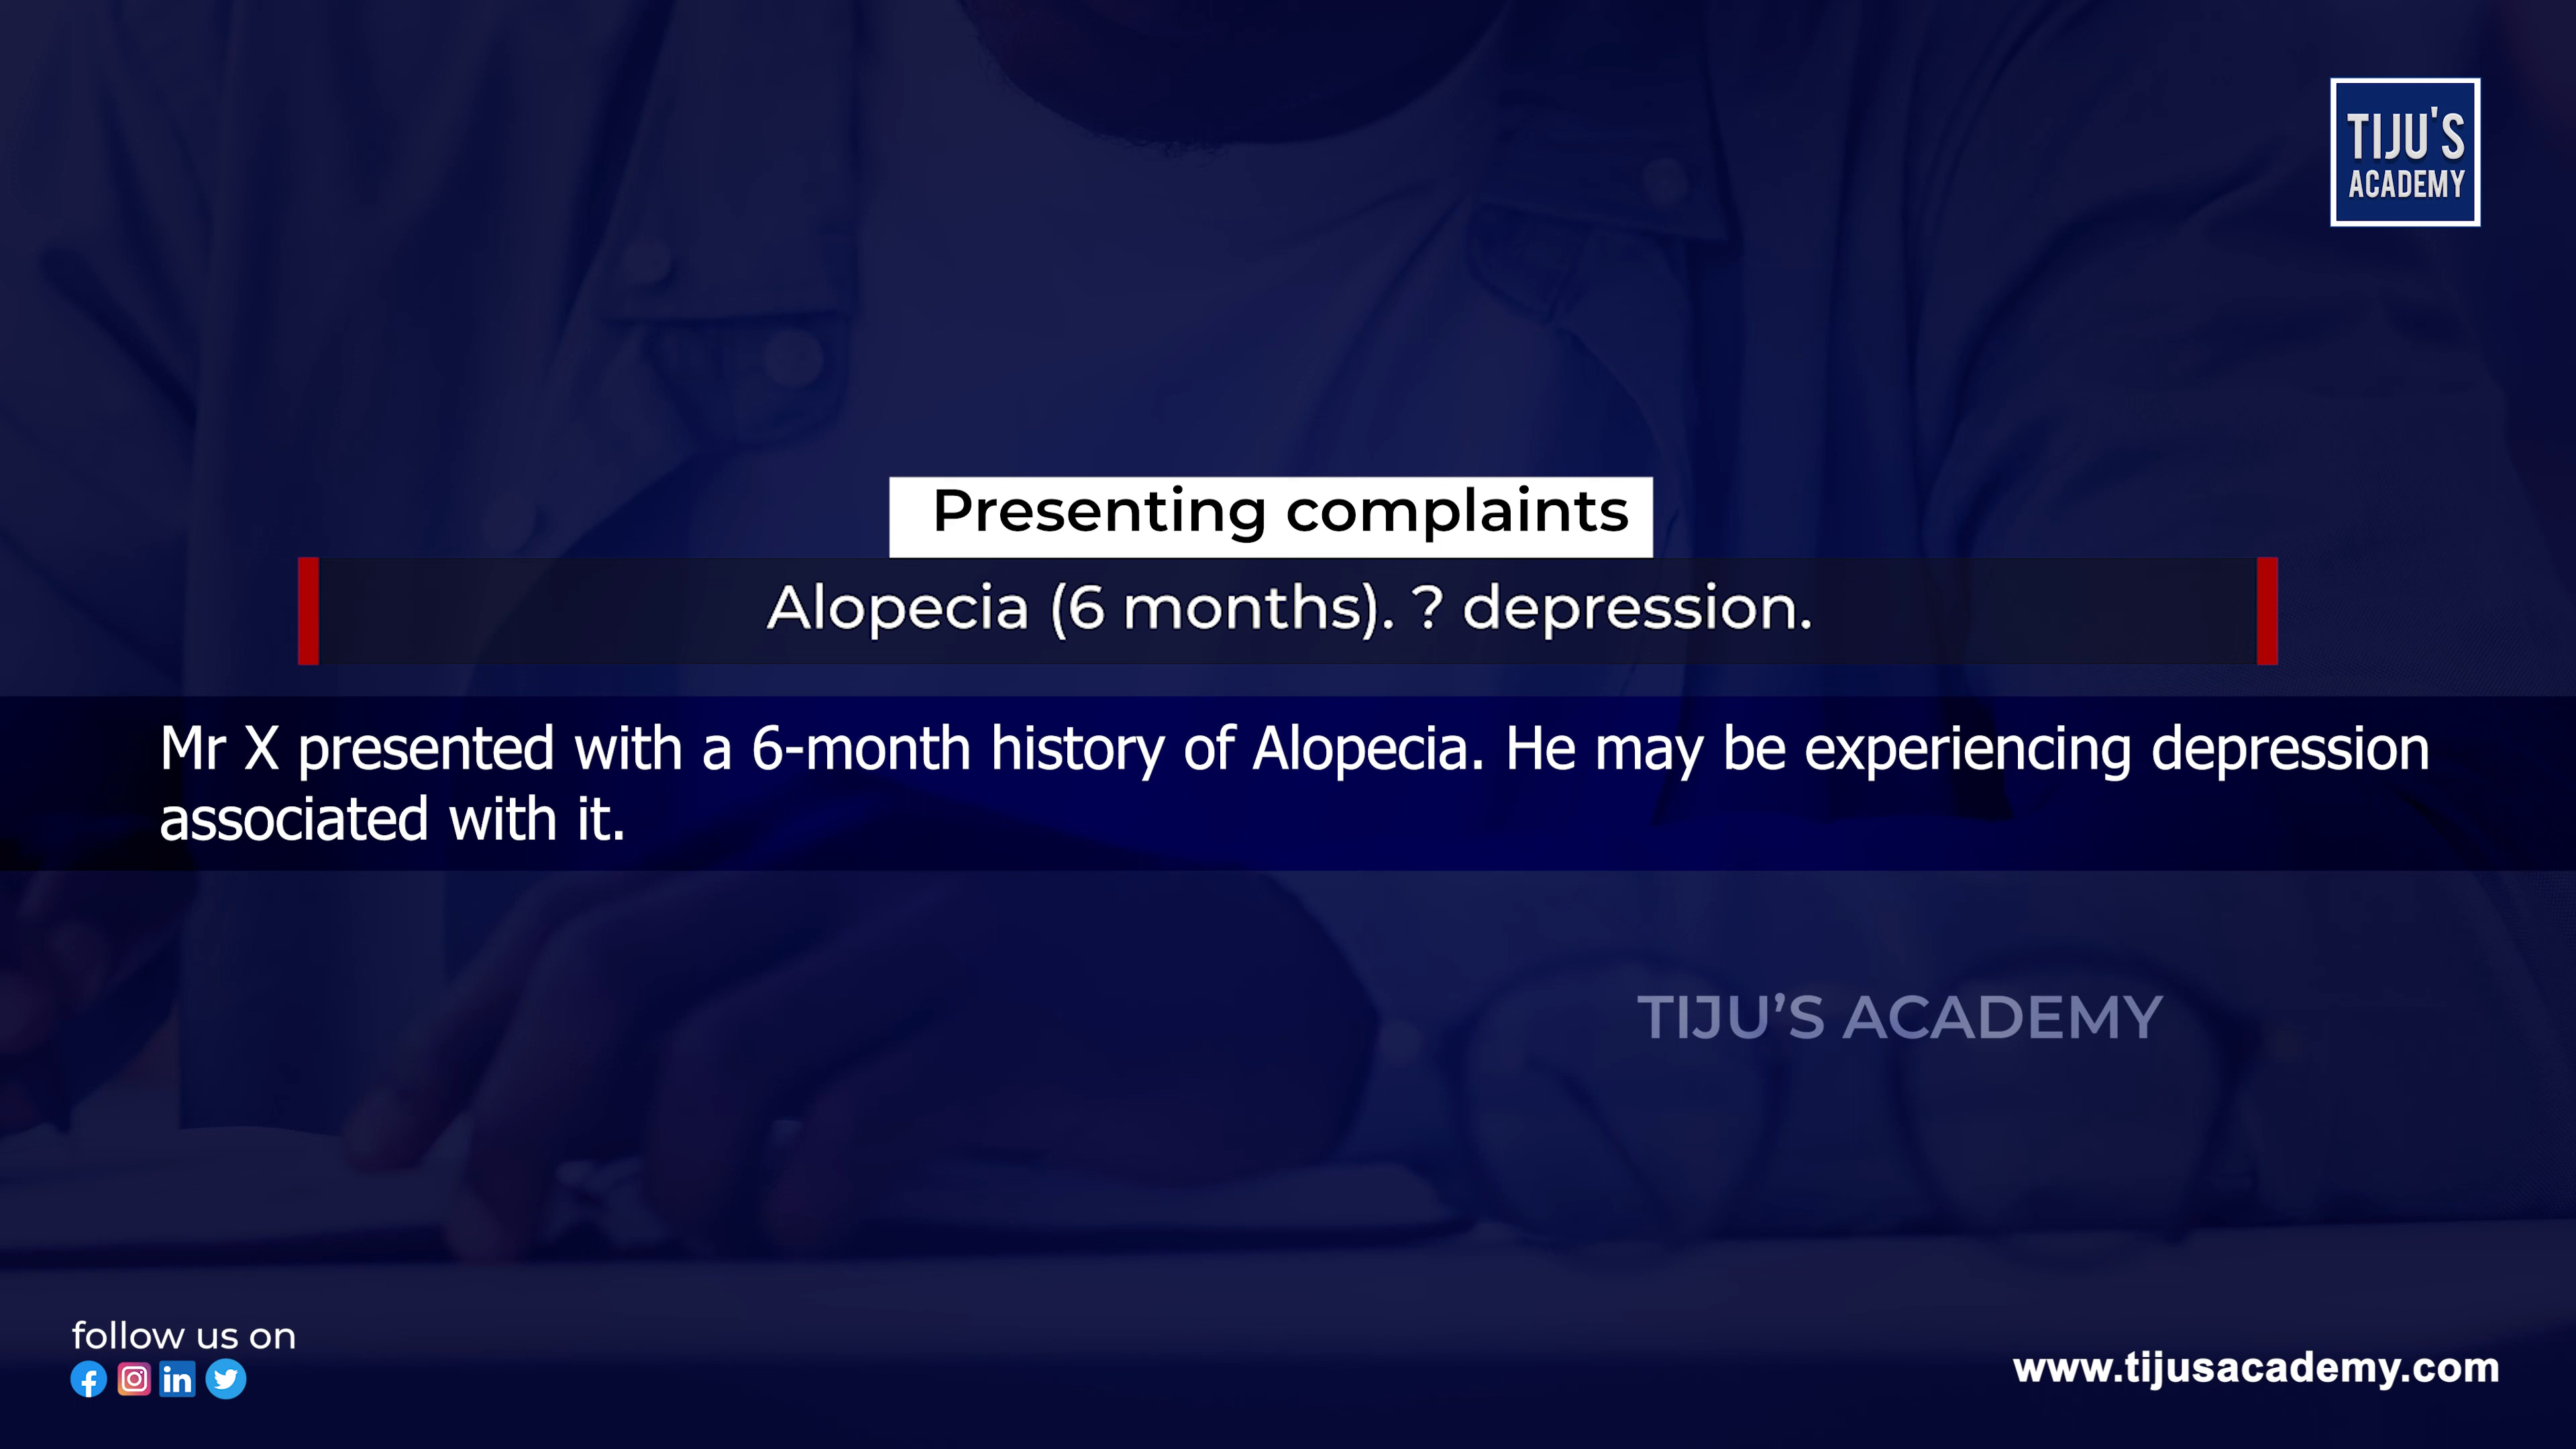 TIJU'S
ACADEMY
Presenting complaints
Alopecia (6 months). ? depression.
Mr X presented with a 6-month history of Alopecia. He may be experiencing depression
associated with it.
TIJU’S ACADEMY
follow us on
www.tijusacademy.com